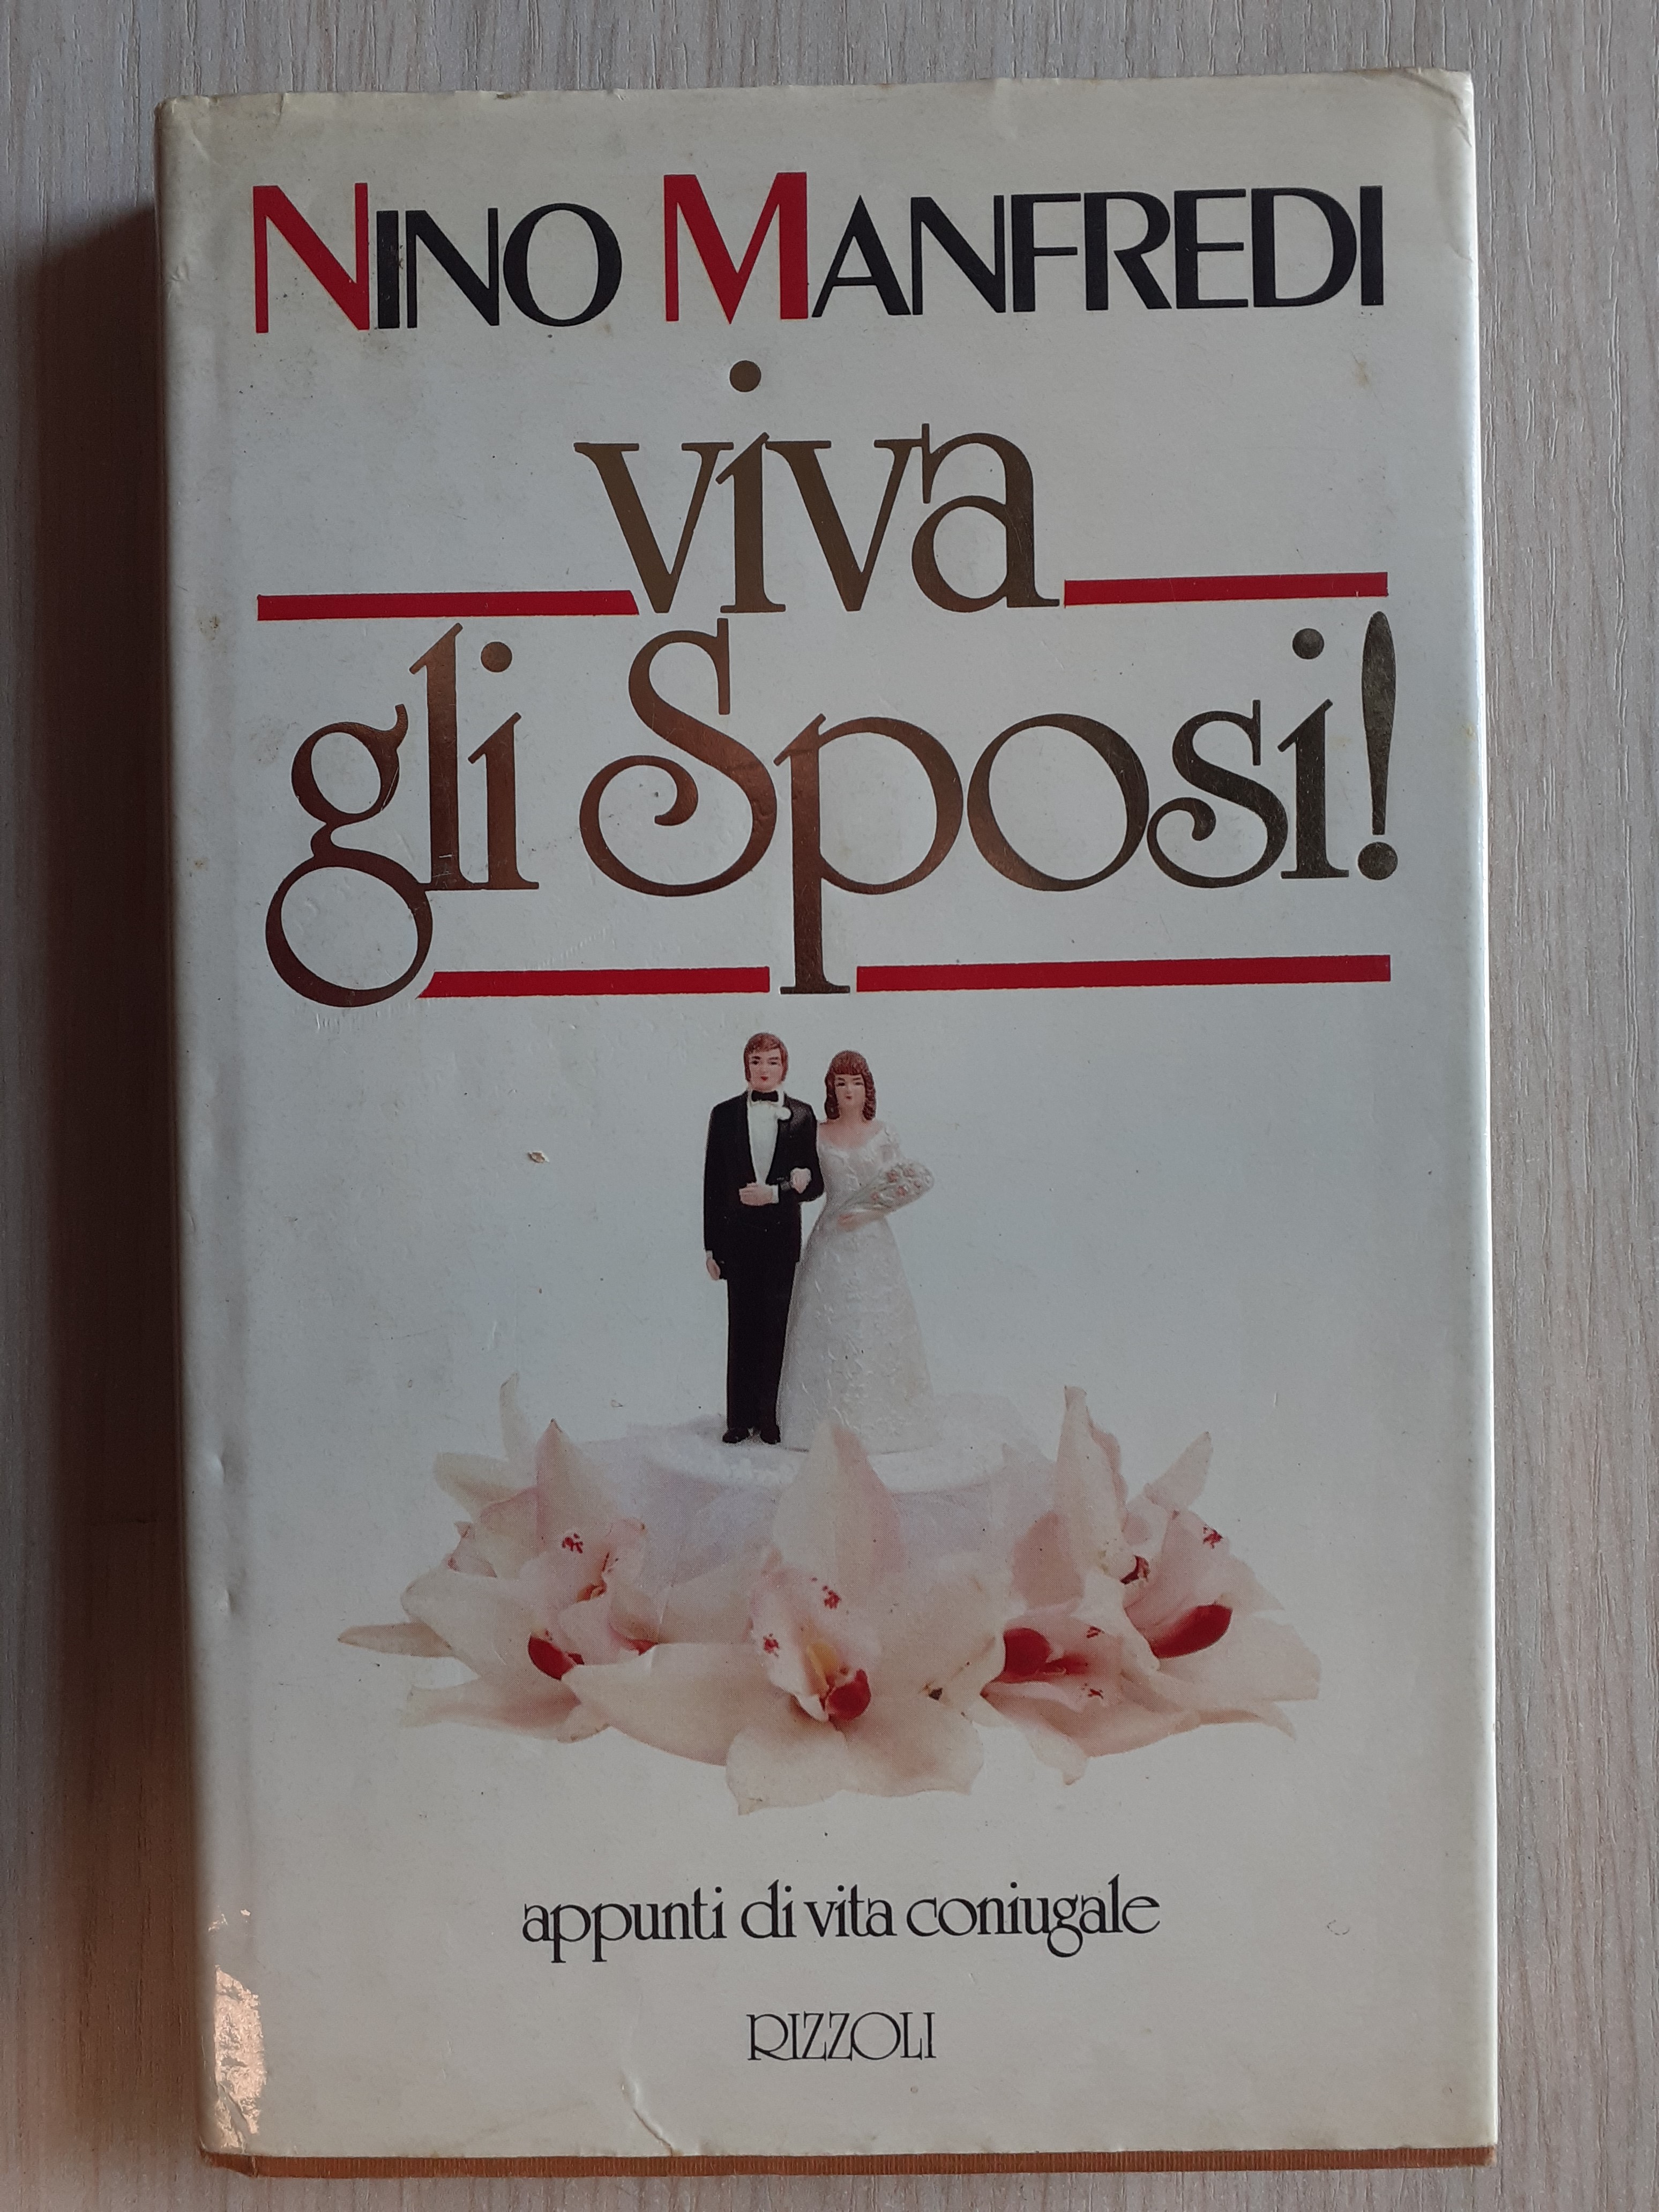 NINO MANFREDI
viva
gli Sposi!
appunti di vita coniugale
RIZZOLI